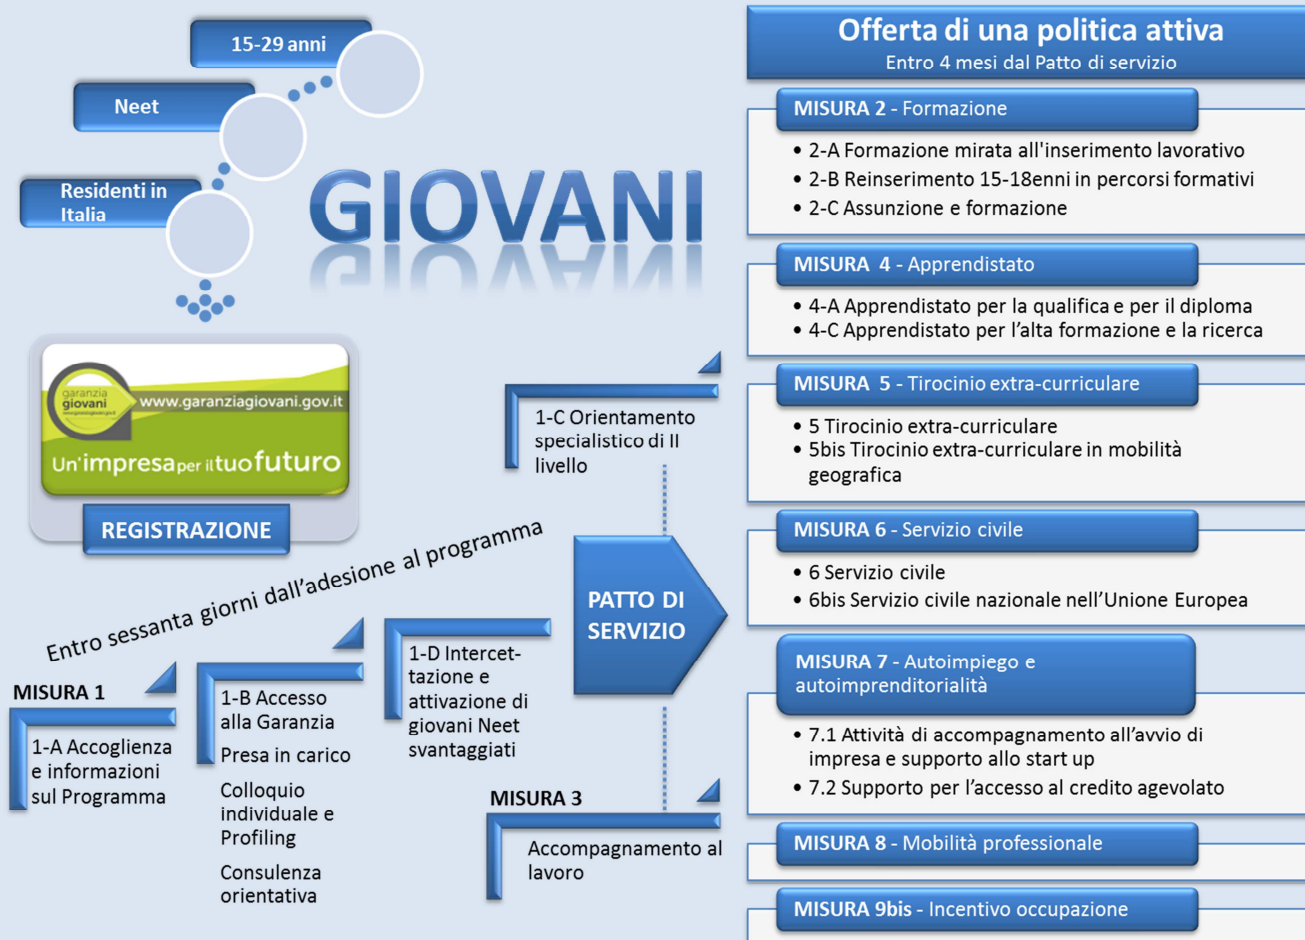 15-29 anni
Neet
Residenti in
Italia
GIOVANI
garanzia
giovani
www.garanziagiovani.gov.it
Un'impresa per il tuo futuro
REGISTRAZIONE
Entro sessanta giorni dall'adesione al programma
MISURA 1
1-A Accoglienza
e informazioni
sul Programma
1-B Accesso
alla Garanzia
Presa in carico
Colloquio
individuale e
Profiling
Consulenza
orientativa
1-D Intercet-
tazione e
attivazione di
giovani Neet
svantaggiati
1-C Orientamento
specialistico di II
livello
PATTO DI
SERVIZIO
MISURA 3
Accompagnamento al
lavoro
Offerta di una politica attiva
Entro 4 mesi dal Patto di servizio
MISURA 2 - Formazione
• 2-A Formazione mirata all'inserimento lavorativo
• 2-B Reinserimento 15-18enni in percorsi formativi
• 2-C Assunzione e formazione
MISURA 4 - Apprendistato
• 4-A Apprendistato per la qualifica e per il diploma
• 4-C Apprendistato per l'alta formazione e la ricerca
MISURA 5 - Tirocinio extra-curriculare
• 5 Tirocinio extra-curriculare
• 5bis Tirocinio extra-curriculare in mobilità
geografica
MISURA 6 - Servizio civile
• 6 Servizio civile
• 6bis Servizio civile nazionale nell'Unione Europea
MISURA 7 - Autoimpiego e
autoimprenditorialità
• 7.1 Attività di accompagnamento all'avvio di
impresa e supporto allo start up
• 7.2 Supporto per l'accesso al credito agevolato
MISURA 8 - Mobilità professionale
MISURA 9bis - Incentivo occupazione